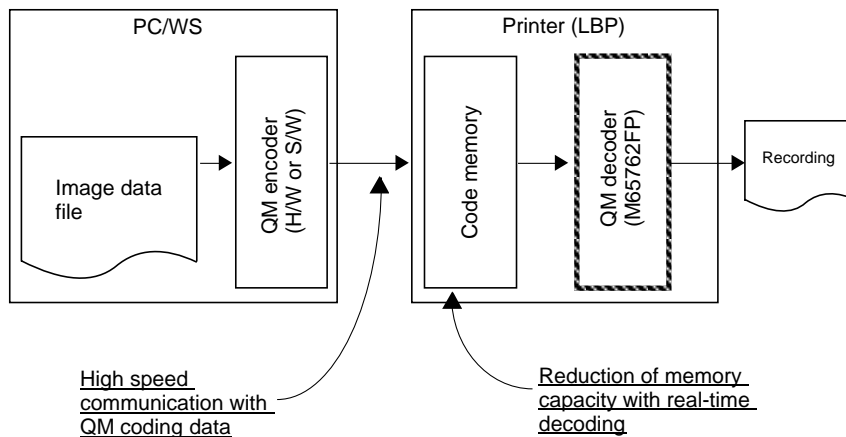 PC/WS
Printer (LBP)
Image data
file
QM encoder
(H/W or S/W)
Code memory
QM decoder
(M65762FP)
Recording
High speed
communication with
QM coding data
Reduction of memory
capacity with real-time
decoding